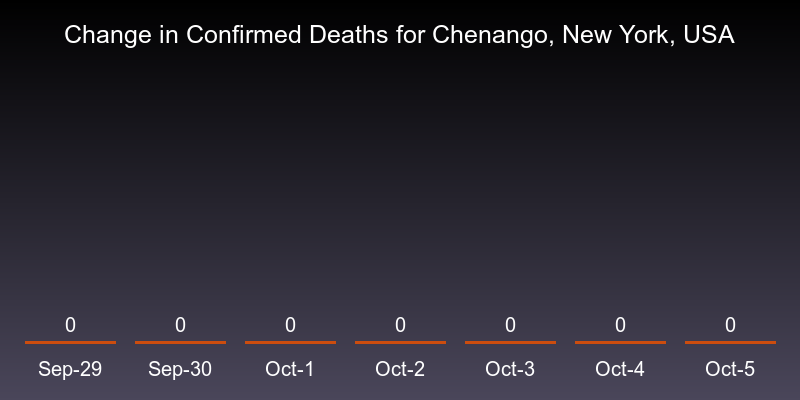 Change in Confirmed Deaths for Chenango, New York, USA
0 0 0 0 0 0 0
Sep-29 Sep-30 Oct-1 Oct-2 Oct-3 Oct-4 Oct-5